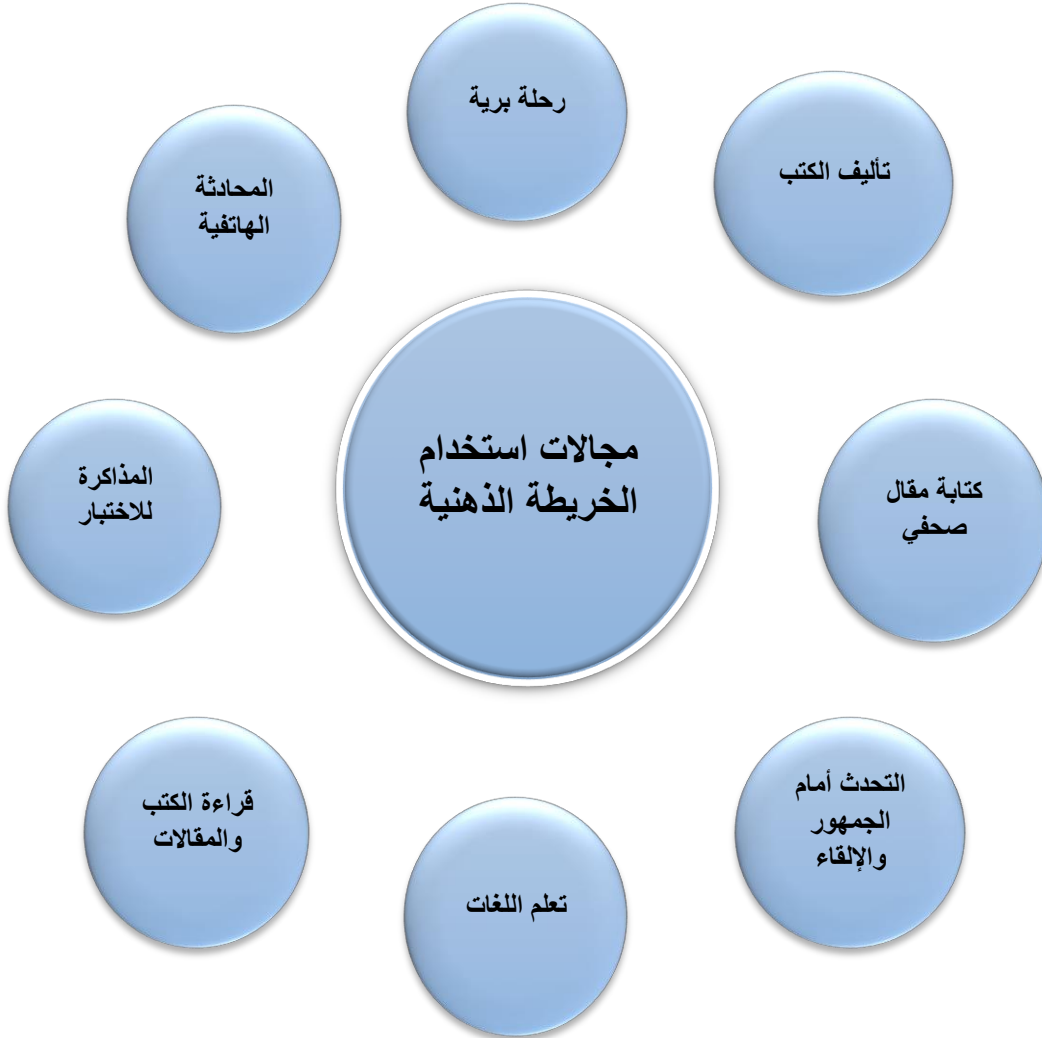 رحلة برية
تأليف الكتب
المحادثة
الهاتفية
مجالات استخدام
الخريطة الذهنية
المذاكرة
للاختبار
كتابة مقال
صحفي
قراءة الكتب
والمقالات
التحدث أمام
الجمهور
والإلقاء
تعلم اللغات